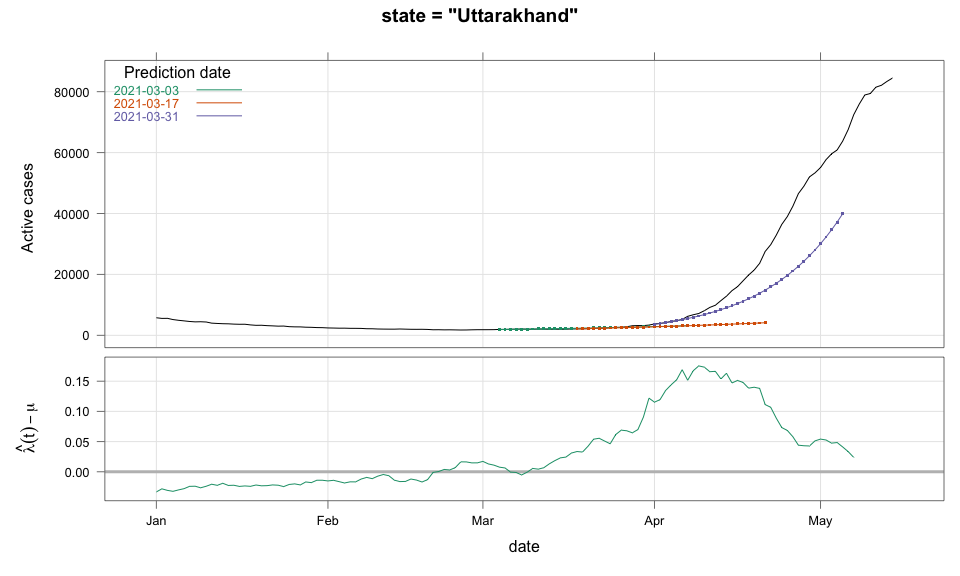 state = "Uttarakhand"
Prediction date
2021-03-03
2021-03-17
2021-03-31
Active cases
80000
60000
40000
20000
0
λ̂(t) − μ
0.15
0.10
0.05
0.00
Jan Feb Mar Apr May
date